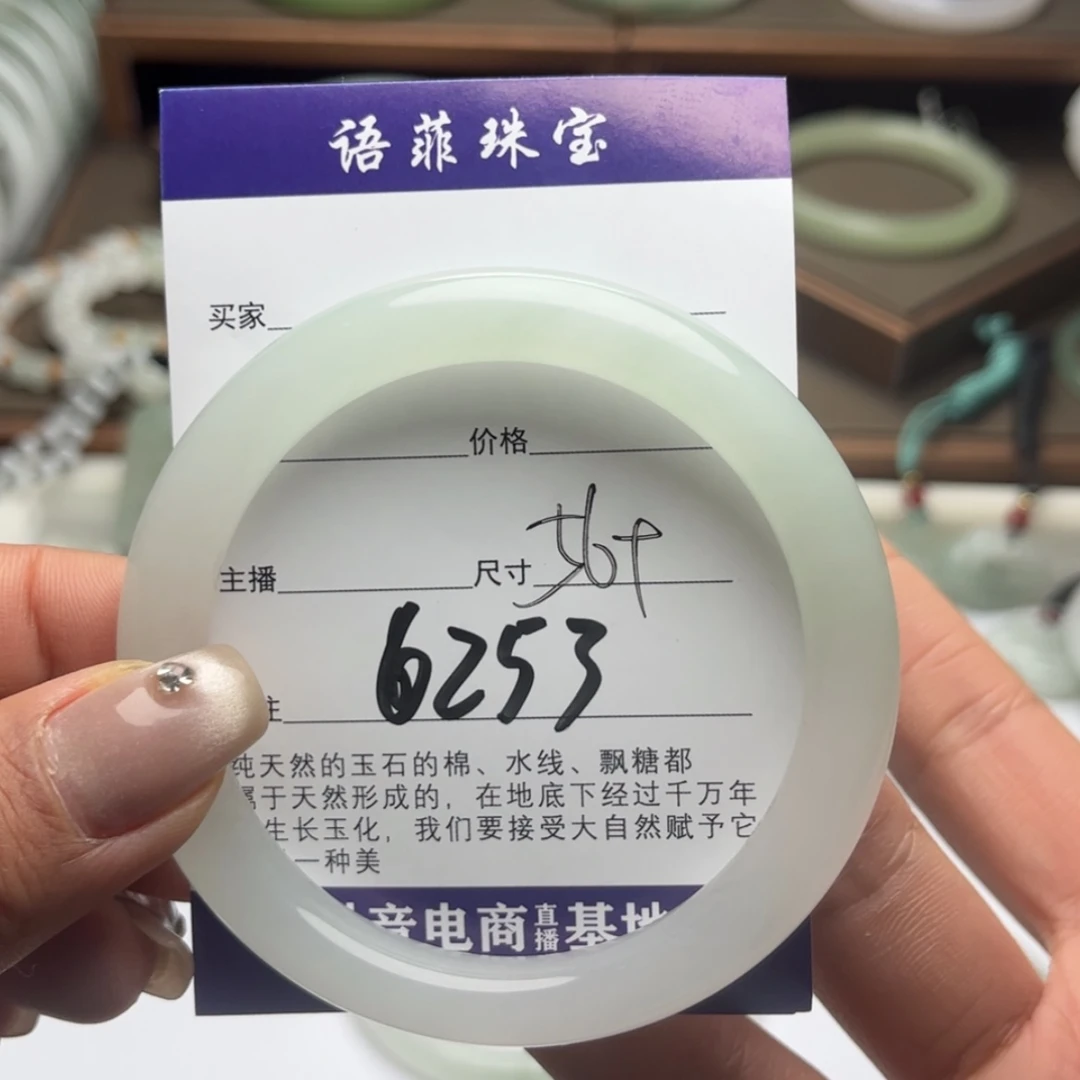 语菲珠宝
买家
价格
主播 尺寸
6253
注
纯天然的玉石的棉、水线、飘糖都
属于天然形成的，在地底下经过千万年
生长玉化，我们要接受大自然赋予它
一种美
音电商直播基地